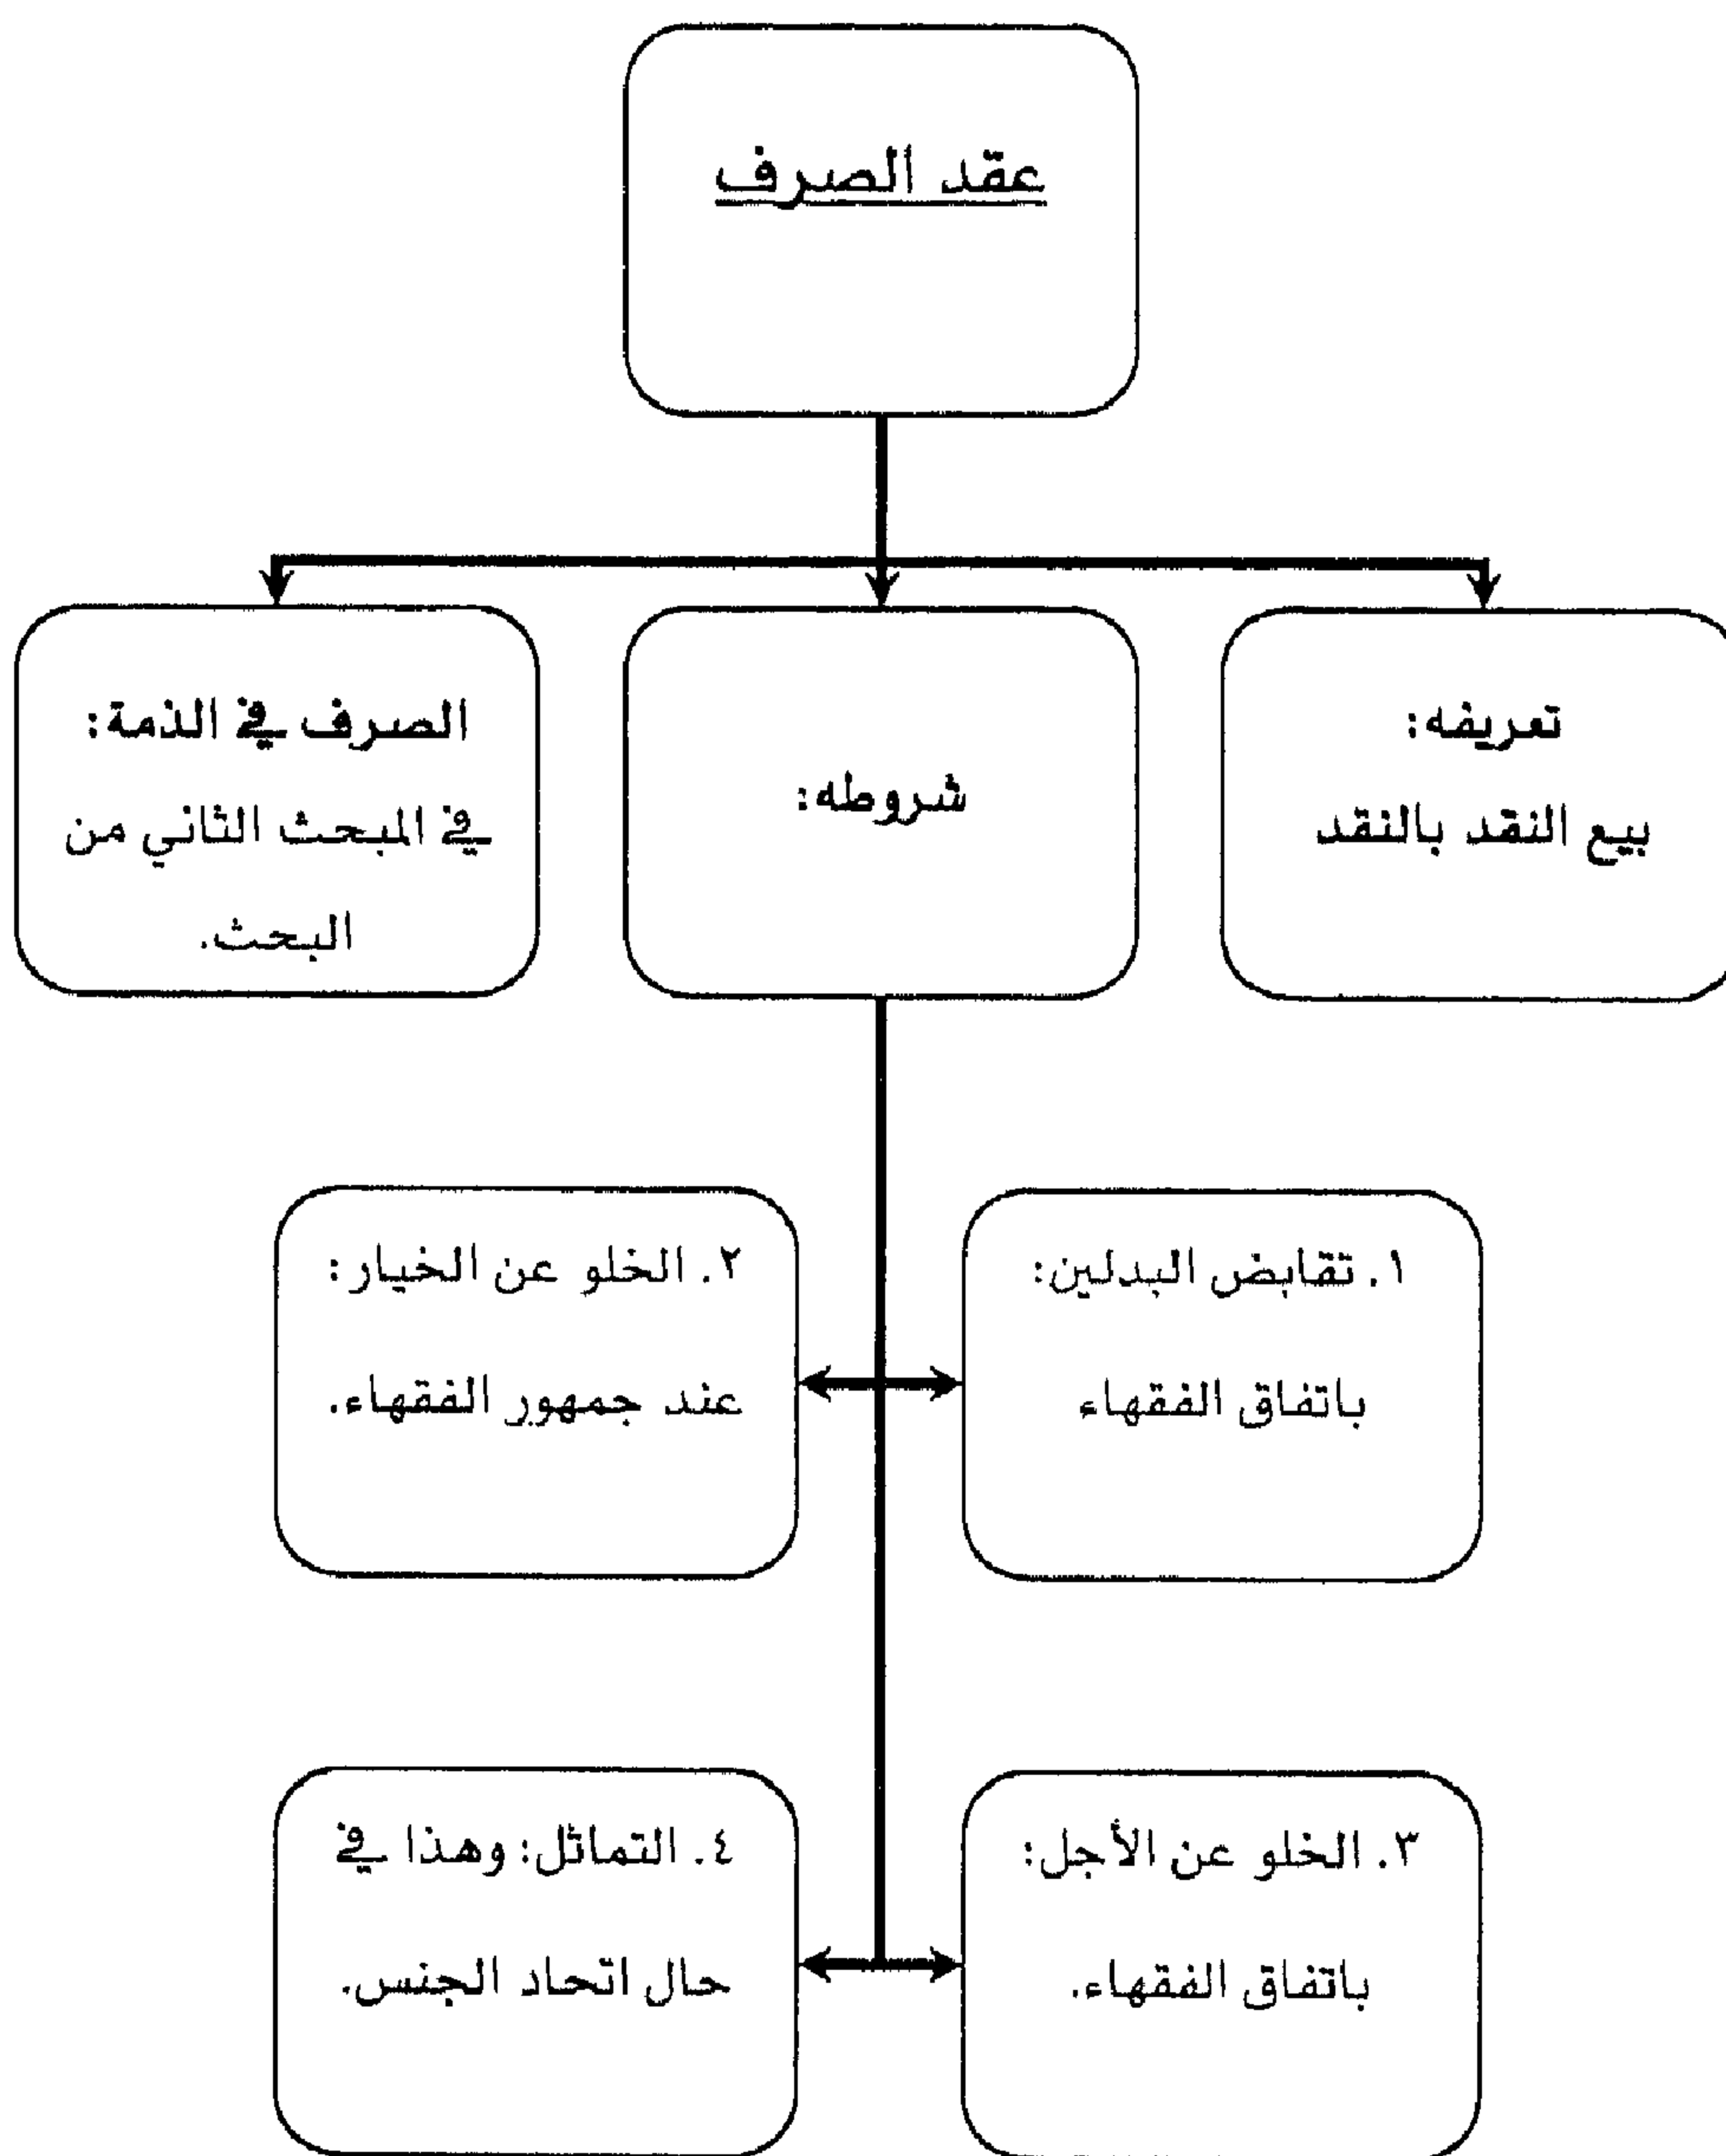 عقد الصرف
تعريفه:
بيع النقد بالنقد
شروطه:
الصرف في الذمة:
في المبحث الثاني من
البحث.
١. تقابض البدلين:
باتفاق الفقهاء
٢. الخلو عن الخيار:
عند جمهور الفقهاء.
٣. الخلو عن الأجل:
باتفاق الفقهاء.
٤. التماثل: وهذا في
حال اتحاد الجنس.